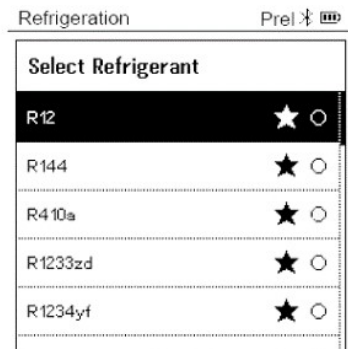 Refrigeration Prel
Select Refrigerant
R12
R144
R410a
R1233zd
R1234yf